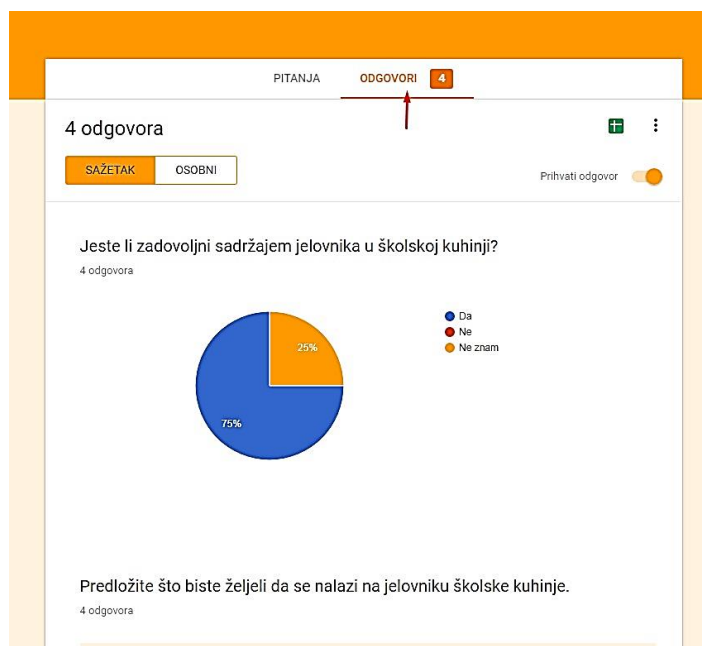 PITANJA
ODGOVORI 4
4 odgovora
SAŽETAK
OSOBNI
Prihvati odgovor
Jeste li zadovoljni sadržajem jelovnika u školskoj kuhinji?
4 odgovora
Da
Ne
Ne znam
25%
75%
Predložite što biste željeli da se nalazi na jelovniku školske kuhinje.
4 odgovora